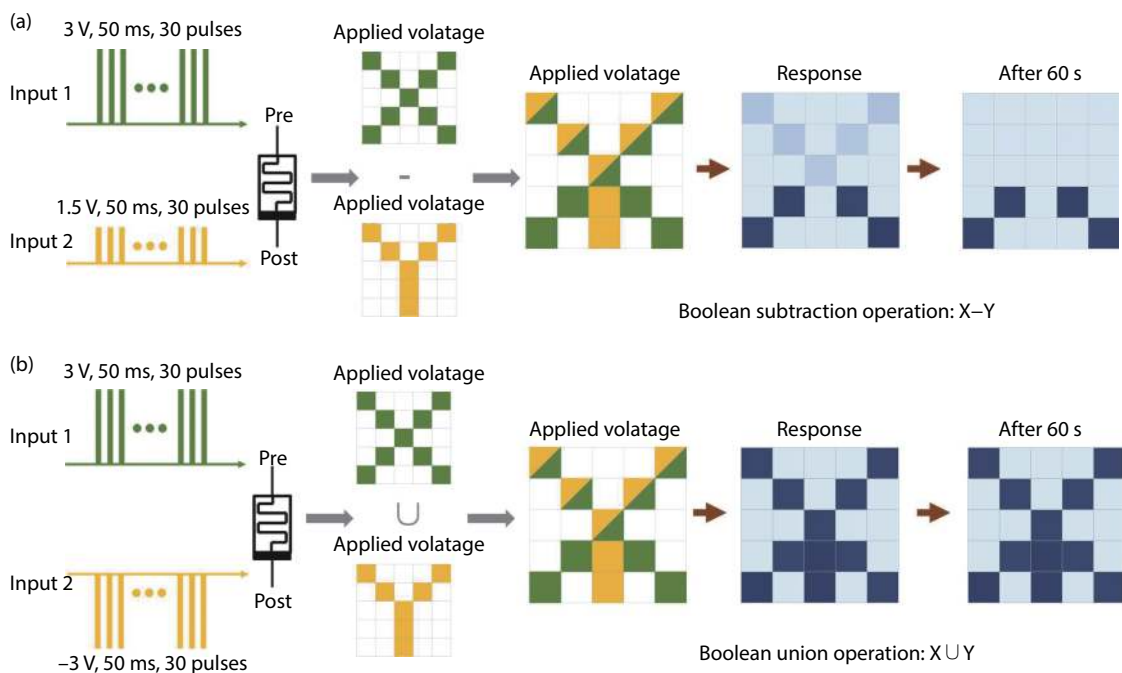 (a)
3 V, 50 ms, 30 pulses
Input 1
1.5 V, 50 ms, 30 pulses
Input 2
Pre
Post
Applied volatage
-
Applied volatage
Applied volatage
Response
After 60 s
Boolean subtraction operation: X–Y
(b)
3 V, 50 ms, 30 pulses
Input 1
Input 2
–3 V, 50 ms, 30 pulses
Pre
Post
Applied volatage
∪
Applied volatage
Applied volatage
Response
After 60 s
Boolean union operation: X∪Y